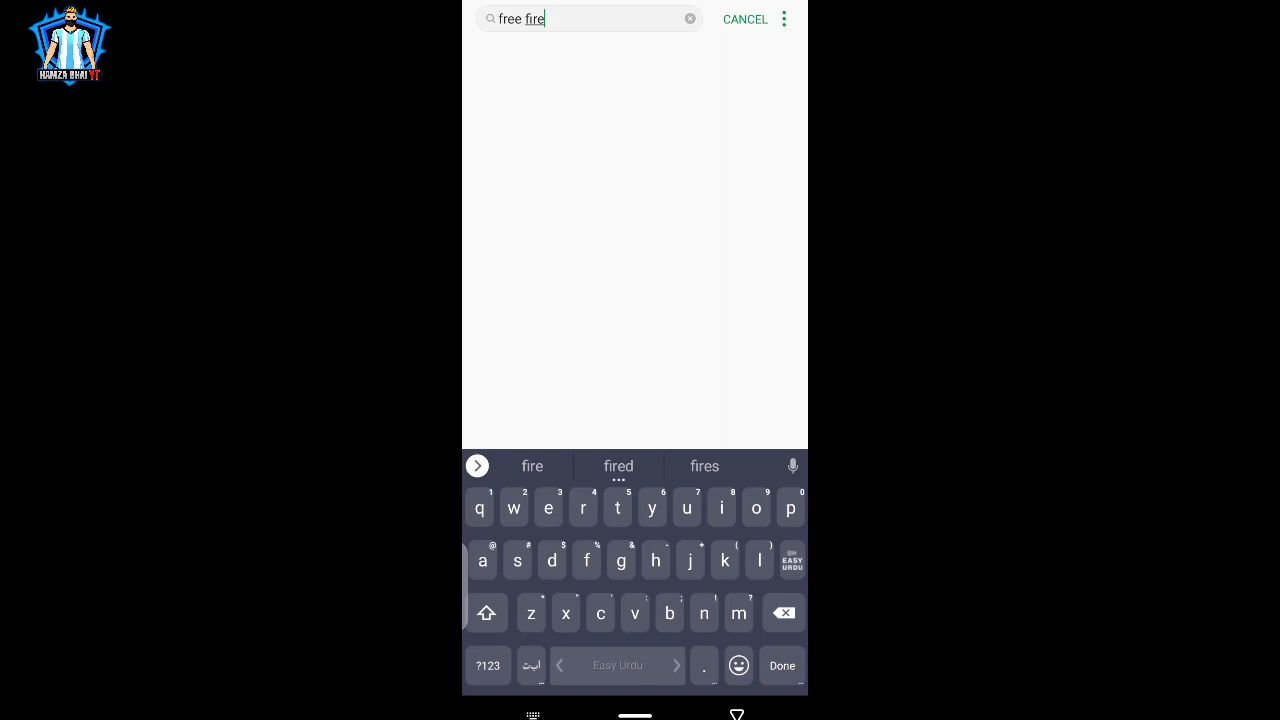 free fire
CANCEL
HAMZA BHAI YT
fire fired fires
1 2 3 4 5 6 7 8 9 0
q w e r t y u i o p
@ # $ % & - + ( )
a s d f g h j k l EASY URDU
* " ' : ; ! ?
z x c v b n m
?123 اب‌ت Easy Urdu . Done